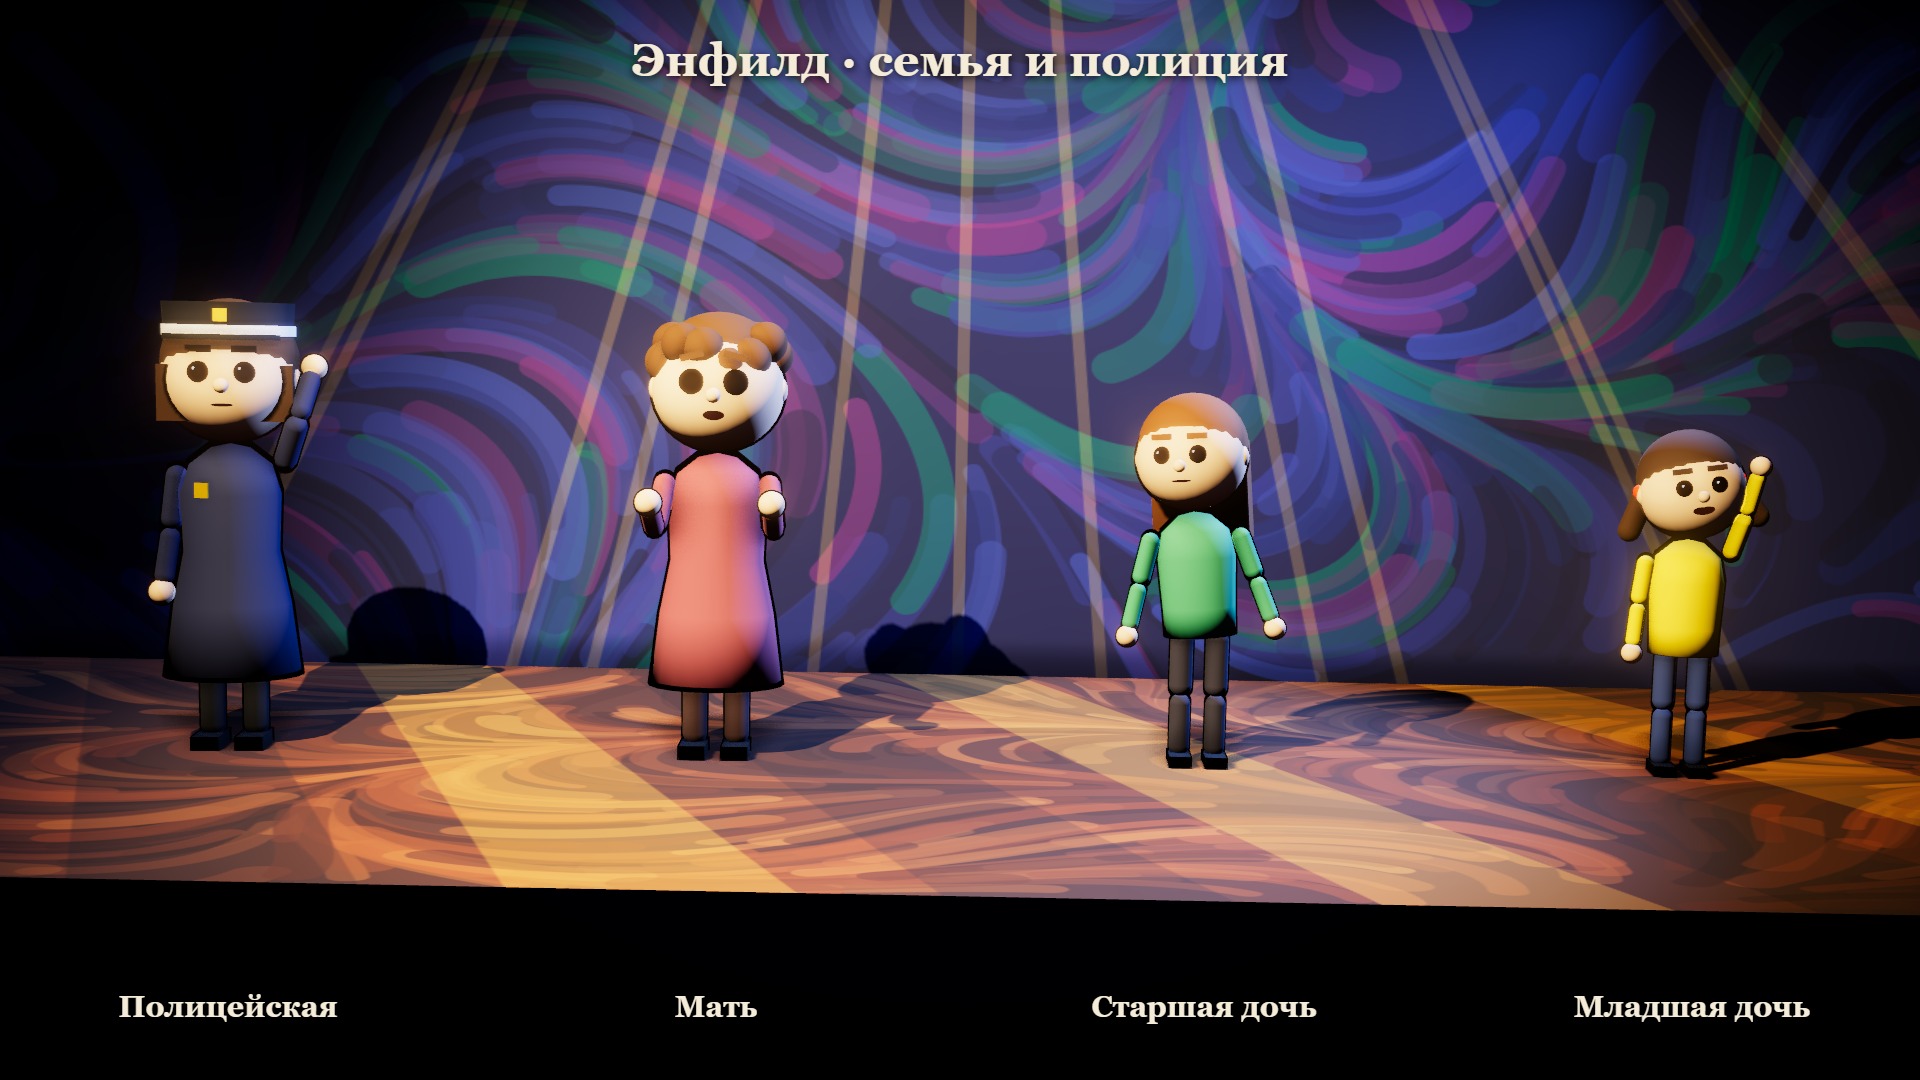 Энфилд · семья и полиция
Полицейская
Мать
Старшая дочь
Младшая дочь